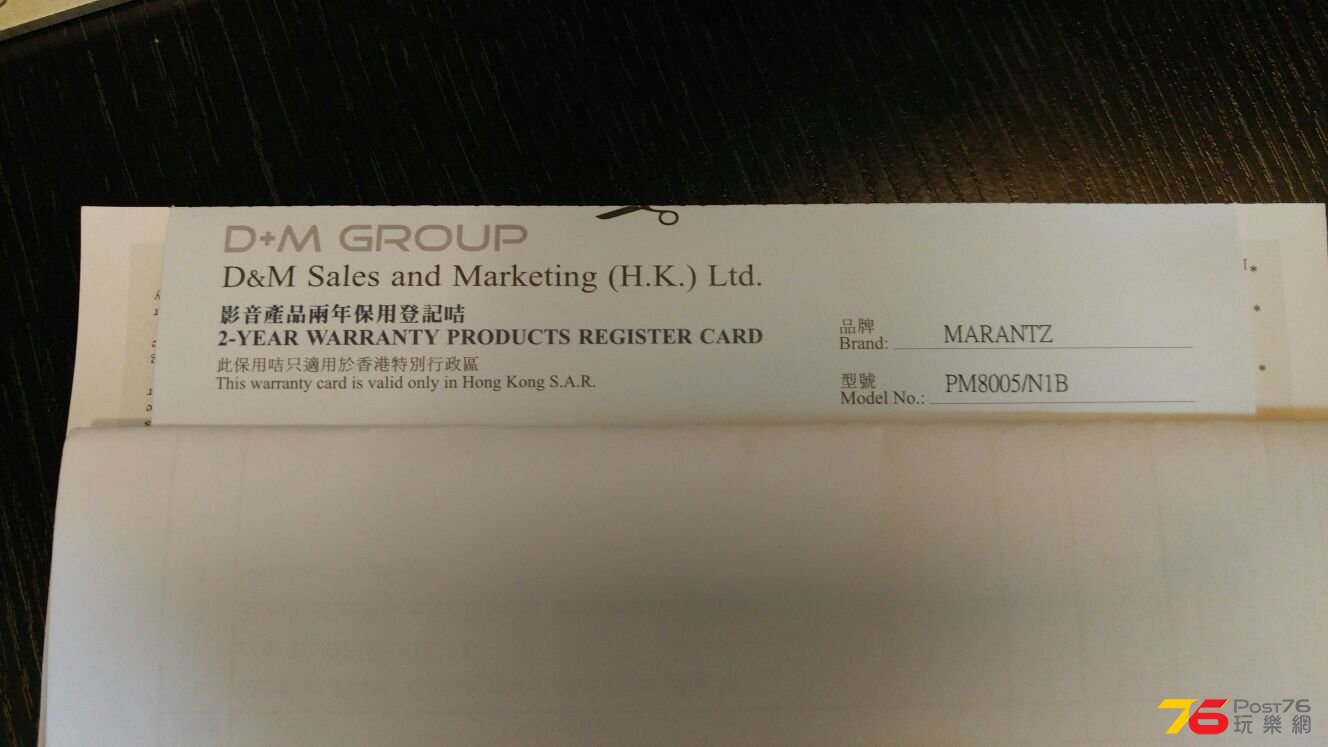 D+M GROUP
D&M Sales and Marketing (H.K.) Ltd.
影音產品兩年保用登記咭
2-YEAR WARRANTY PRODUCTS REGISTER CARD
此保用咭只適用於香港特別行政區
This warranty card is valid only in Hong Kong S.A.R.
品牌
Brand: MARANTZ
型號
Model No.: PM8005/N1B
76 Post76
玩樂網